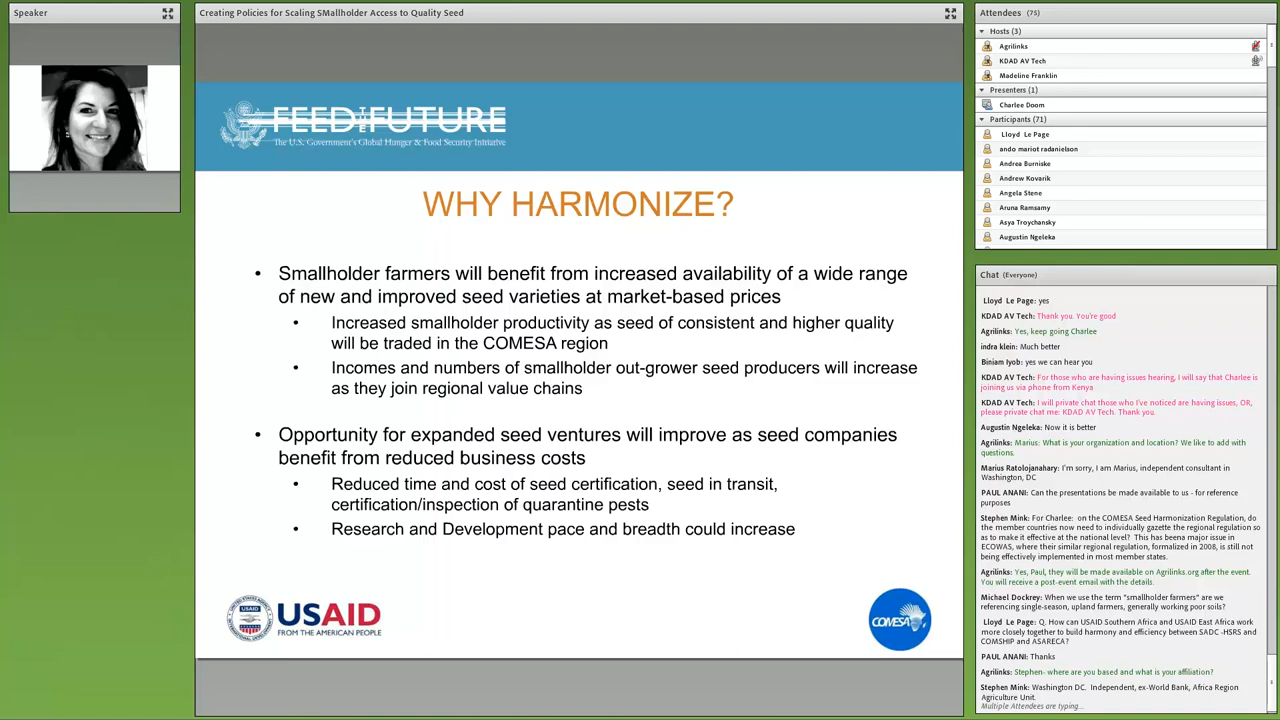 Speaker
Creating Policies for Scaling SMallholder Access to Quality Seed
FEED THE FUTURE
The U.S. Government's Global Hunger & Food Security Initiative
WHY HARMONIZE?
• Smallholder farmers will benefit from increased availability of a wide range
of new and improved seed varieties at market-based prices
• Increased smallholder productivity as seed of consistent and higher quality
will be traded in the COMESA region
• Incomes and numbers of smallholder out-grower seed producers will increase
as they join regional value chains
• Opportunity for expanded seed ventures will improve as seed companies
benefit from reduced business costs
• Reduced time and cost of seed certification, seed in transit,
certification/inspection of quarantine pests
• Research and Development pace and breadth could increase
USAID
FROM THE AMERICAN PEOPLE
COMESA
Attendees (75)
Hosts (3)
Agrilinks
KDAD AV Tech
Madeline Franklin
Presenters (1)
Charlee Doom
Participants (71)
Lloyd Le Page
ando mariot radanielson
Andrea Burniske
Andrew Kovarik
Angela Stene
Aruna Ramsamy
Asya Troychansky
Augustin Ngeleka
Chat (Everyone)
Lloyd Le Page: yes
KDAD AV Tech: Thank you. You're good
Agrilinks: Yes, keep going Charlee
indra klein: Much better
Biniam Iyob: yes we can hear you
KDAD AV Tech: For those who are having issues hearing, I will say that Charlee is
joining us via phone from Kenya
KDAD AV Tech: I will private chat those who I've noticed are having issues, OR,
please private chat me: KDAD AV Tech. Thank you.
Augustin Ngeleka: Now it is better
Agrilinks: Marius: What is your organization and location? We like to add with
questions.
Marius Ratolojanahary: I'm sorry, I am Marius, independent consultant in
Washington, DC
PAUL ANANI: Can the presentations be made available to us - for reference
purposes
Stephen Mink: For Charlee: on the COMESA Seed Harmonization Regulation, do
the member countries now need to individually gazette the regional regulation so
as to make it effective at the national level? This has beena major issue in
ECOWAS, where their similar regional regulation, formalized in 2008, is still not
being effectively implemented in most member states.
Agrilinks: Yes, Paul, they will be made available on Agrilinks.org after the event.
You will receive a post-event email with the details.
Michael Dockrey: When we use the term "smallholder farmers" are we
referencing single-season, upland farmers, generally working poor soils?
Lloyd Le Page: Q. How can USAID Southern Africa and USAID East Africa work
more closely together to build harmony and efficiency between SADC -HSRS and
COMSHIP and ASARECA?
PAUL ANANI: Thanks
Agrilinks: Stephen- where are you based and what is your affiliation?
Stephen Mink: Washington DC. Independent, ex-World Bank, Africa Region
Agriculture Unit.
Multiple Attendees are typing...